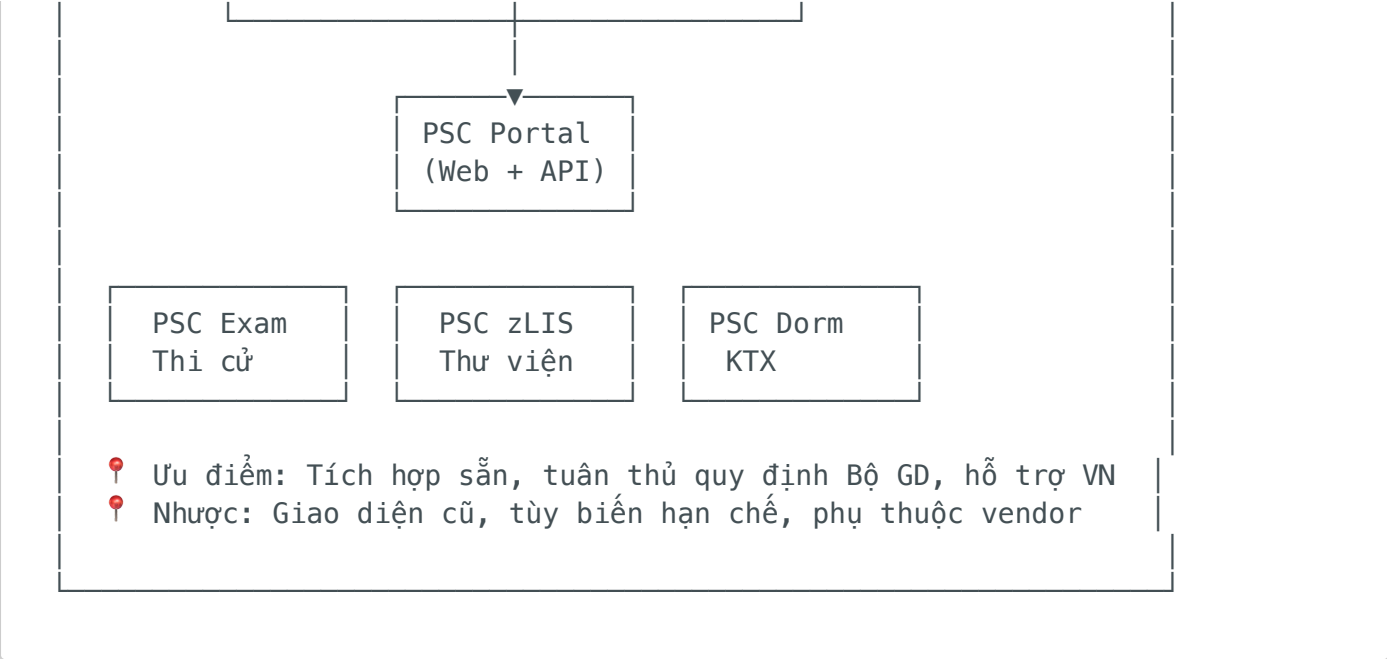 PSC Portal
(Web + API)
PSC Exam PSC zLIS PSC Dorm
Thi cử Thư viện KTX
📍 Ưu điểm: Tích hợp sẵn, tuân thủ quy định Bộ GD, hỗ trợ VN
📍 Nhược: Giao diện cũ, tùy biến hạn chế, phụ thuộc vendor